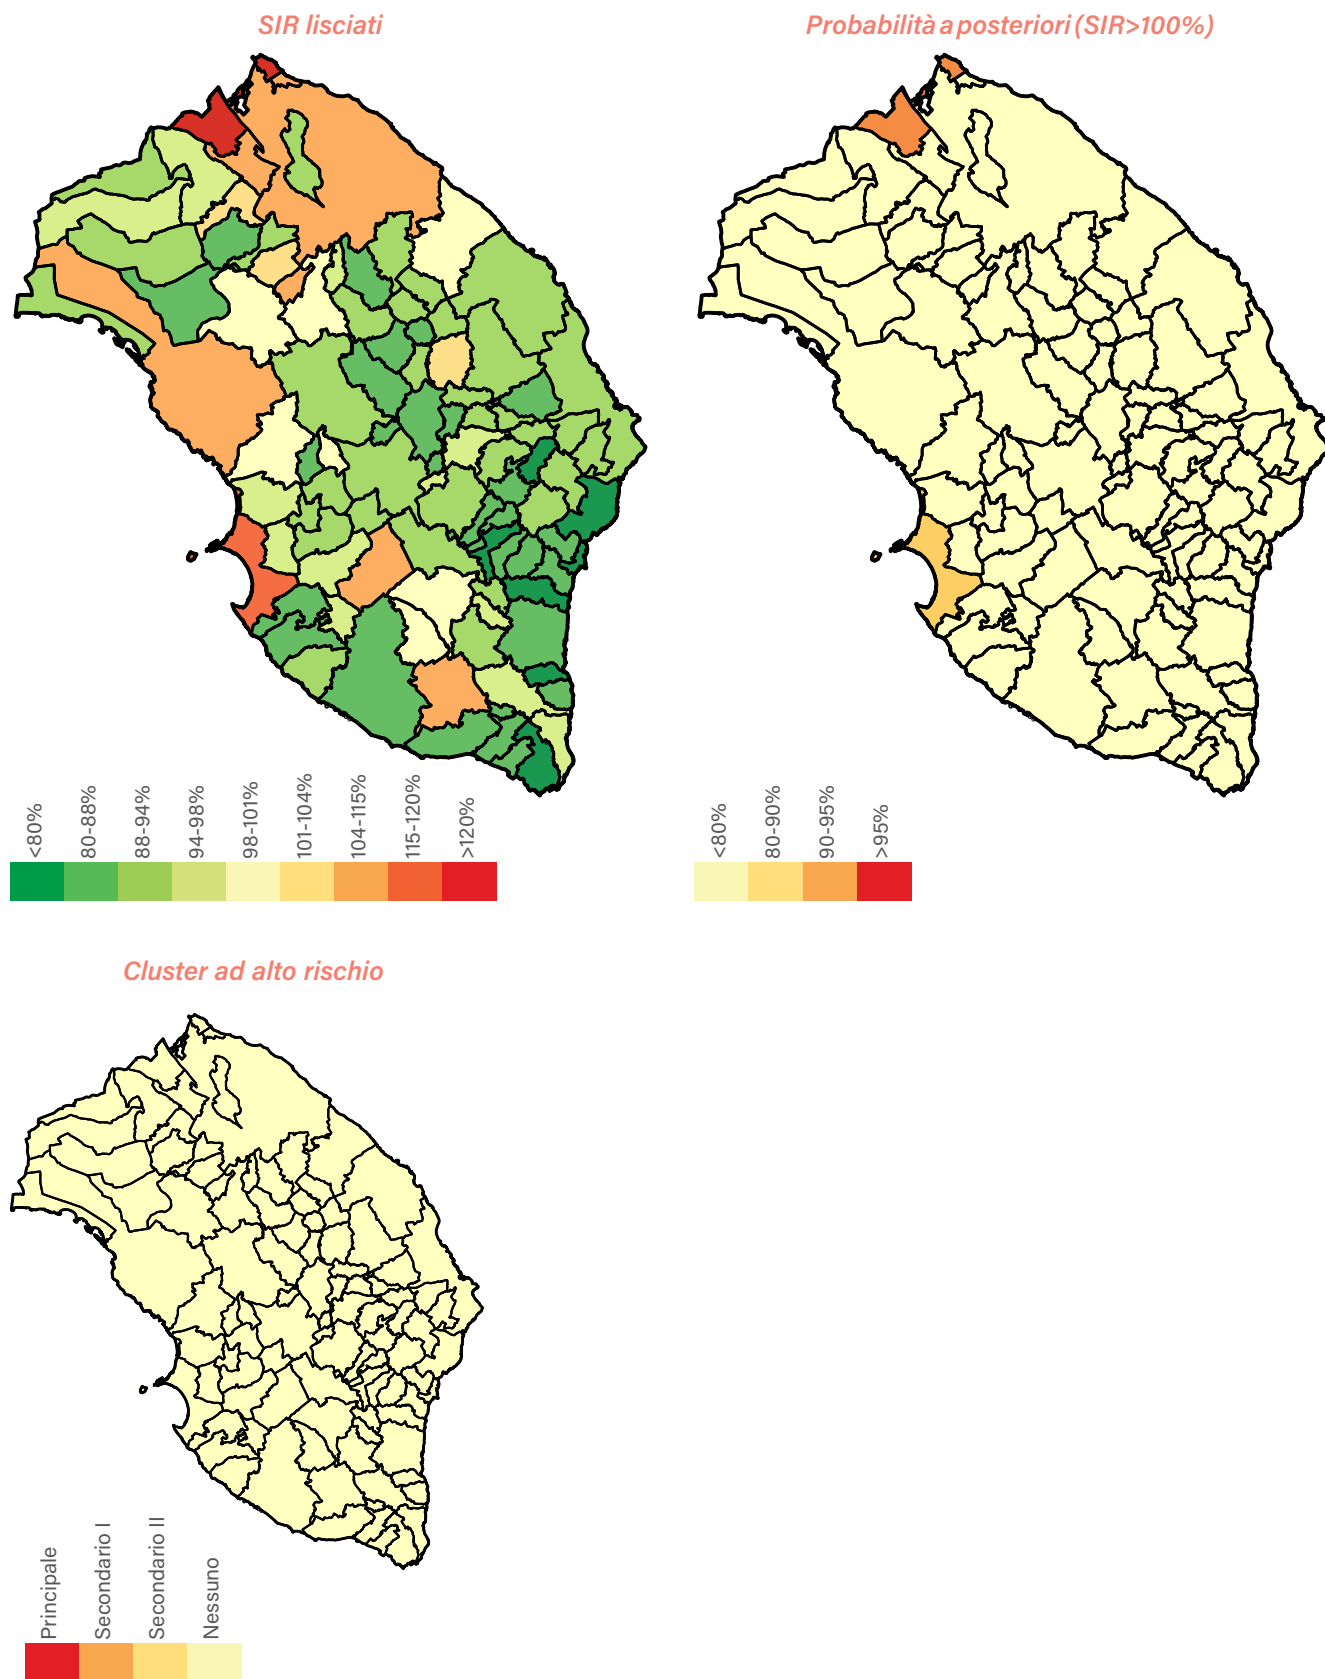 SIR lisciati
Probabilità a posteriori (SIR>100%)
<80%
80-88%
88-94%
94-98%
98-101%
101-104%
104-115%
115-120%
>120%
<80%
80-90%
90-95%
>95%
Cluster ad alto rischio
Principale
Secondario I
Secondario II
Nessuno